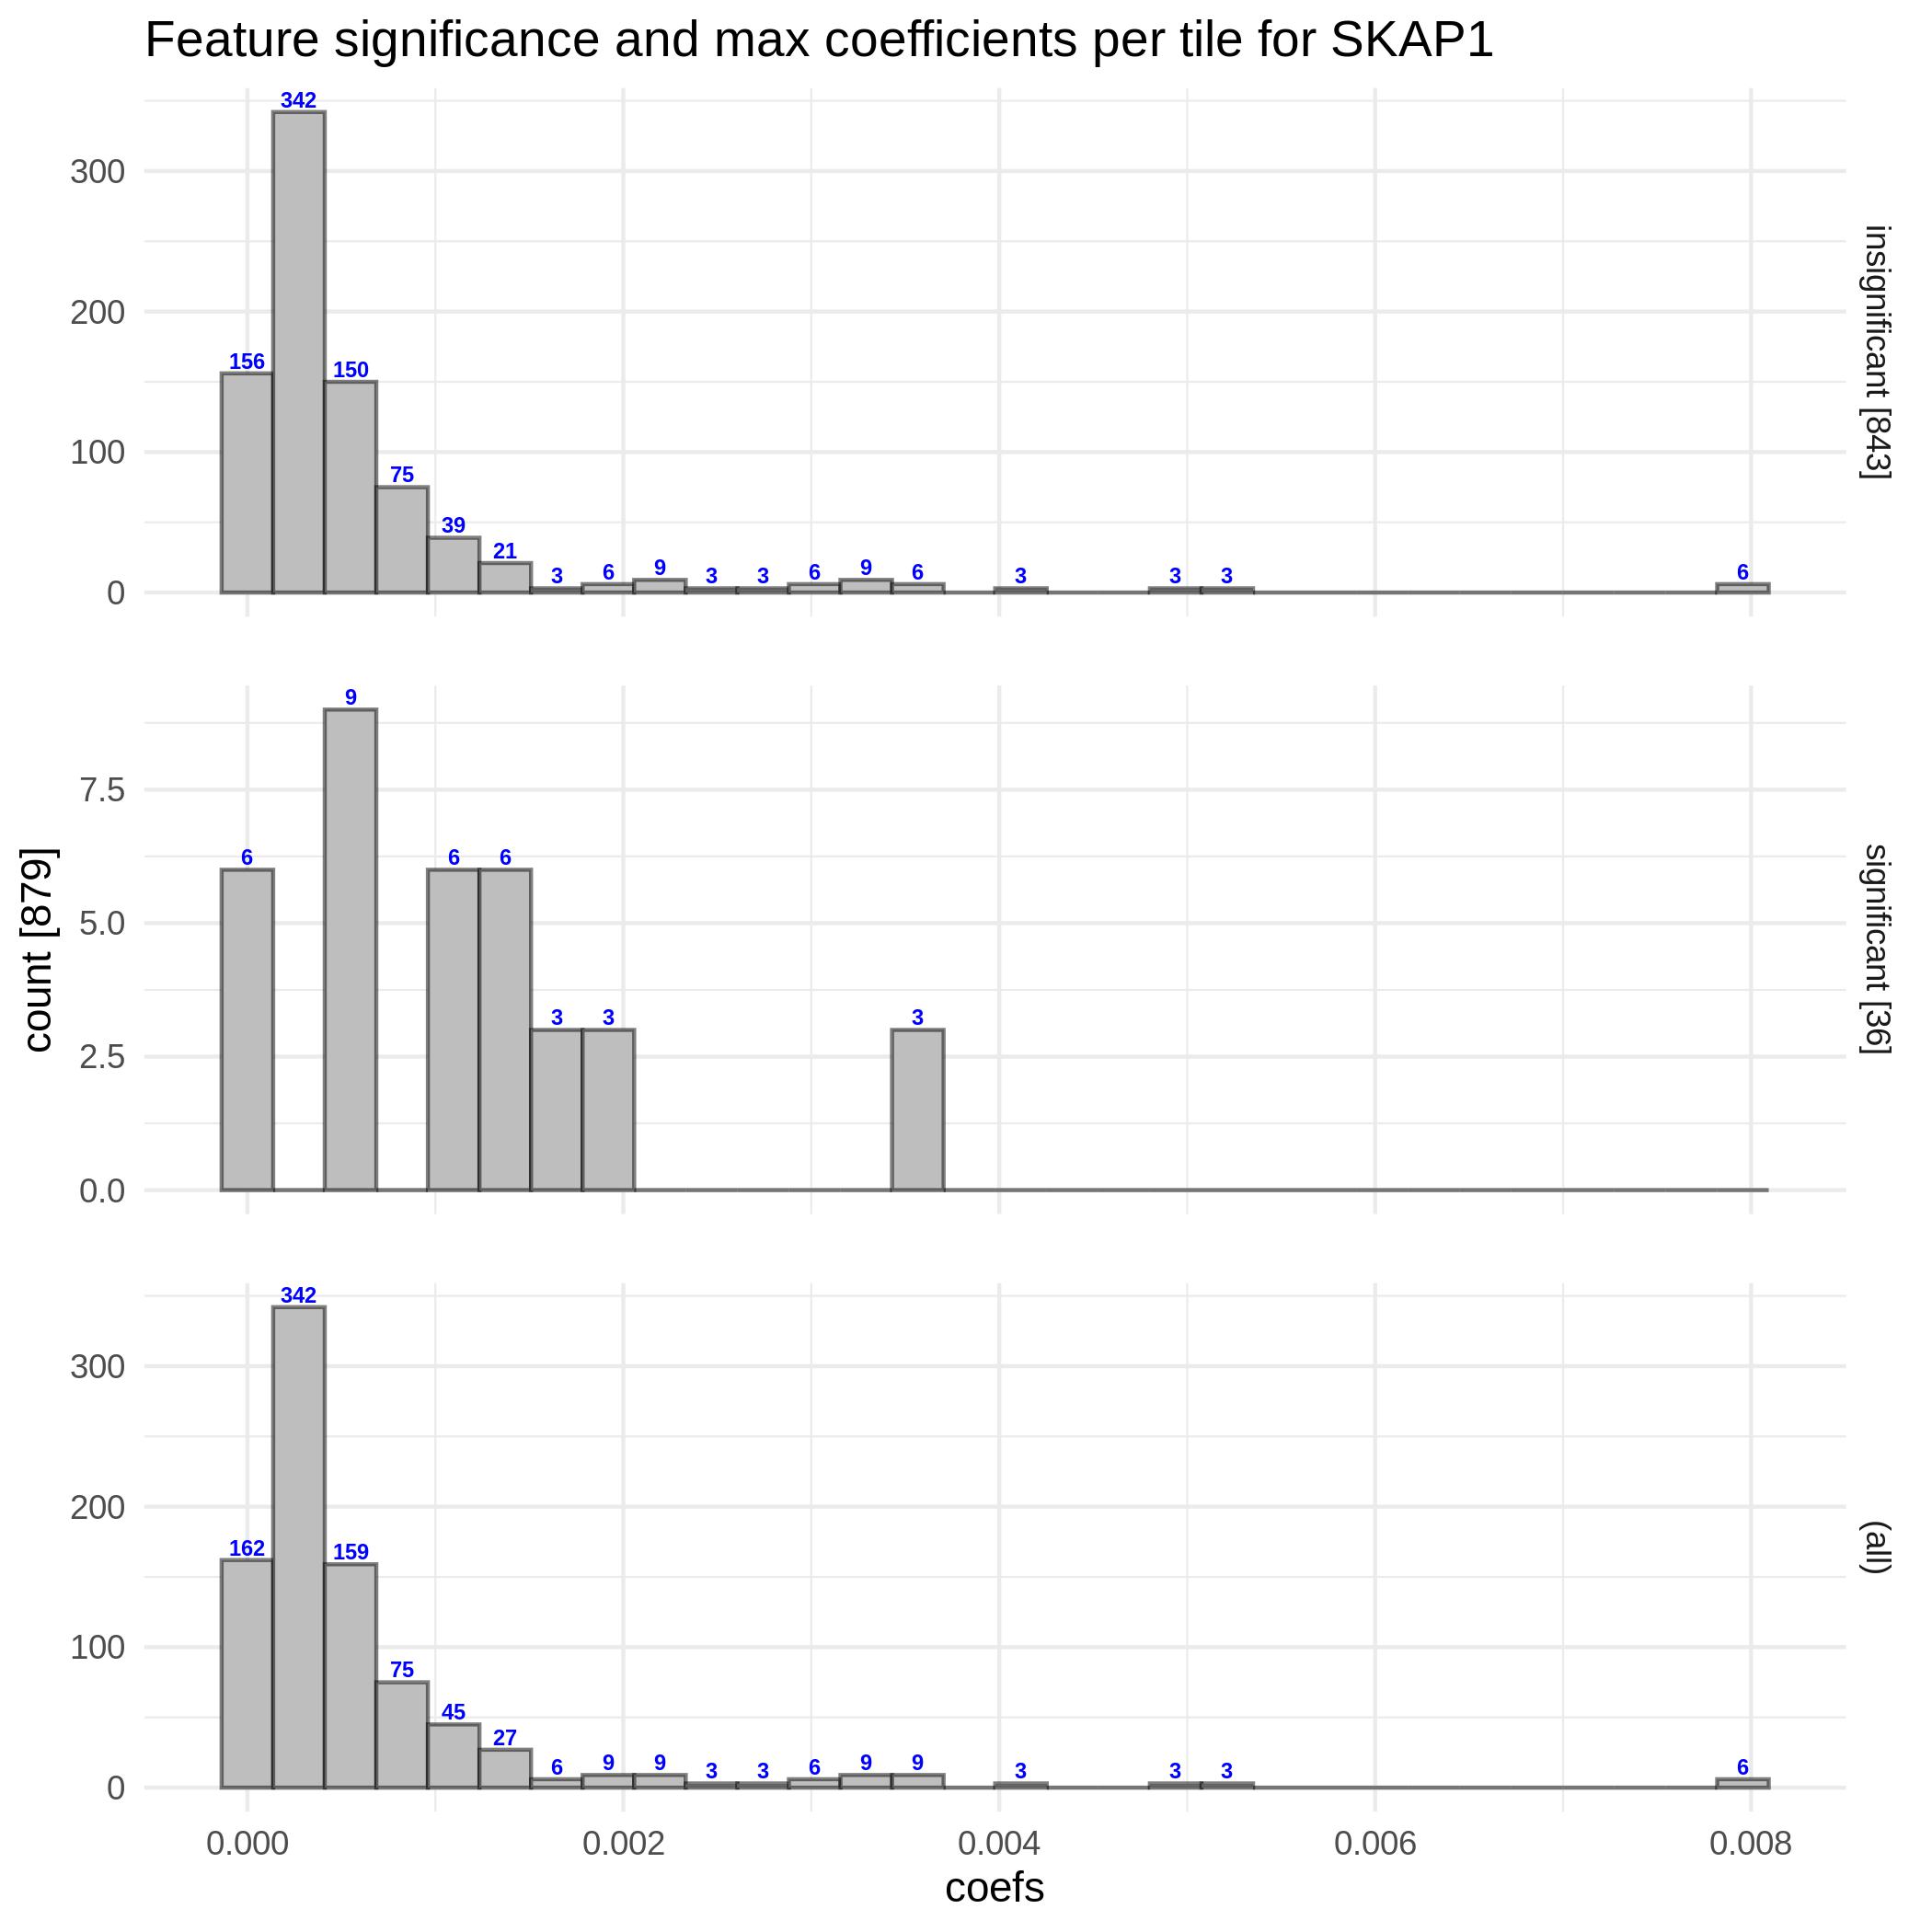 Feature significance and max coefficients per tile for SKAP1
342
300
200
156
150
100
75
39
21
3 6 9 3 3 6 9 6 3 3 3 6
0
insignificant [843]
9
7.5
6 6 6
5.0
3 3 3
2.5
0.0
significant [36]
count [879]
342
300
200
162
159
100
75
45
27
6 9 9 3 3 6 9 9 3 3 3 6
0
(all)
0.000 0.002 0.004 0.006 0.008
coefs